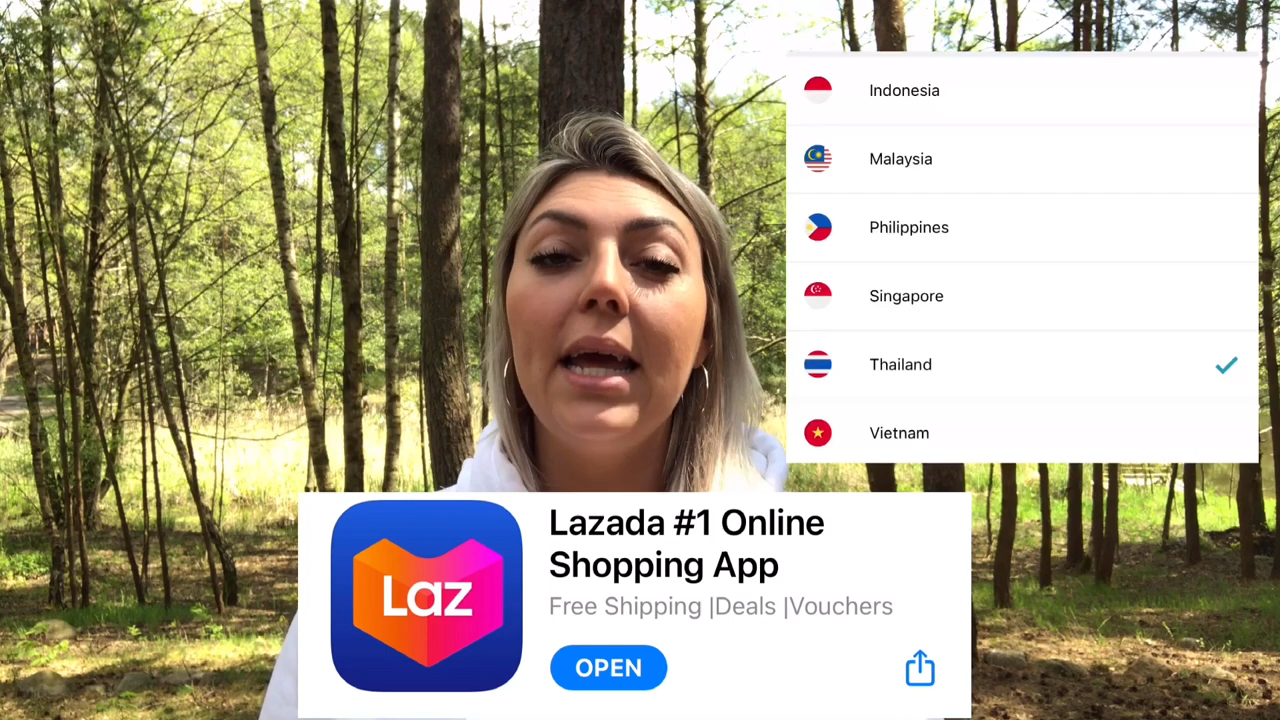 Indonesia
Malaysia
Philippines
Singapore
Thailand
Vietnam
Laz
Lazada #1 Online
Shopping App
Free Shipping |Deals |Vouchers
OPEN